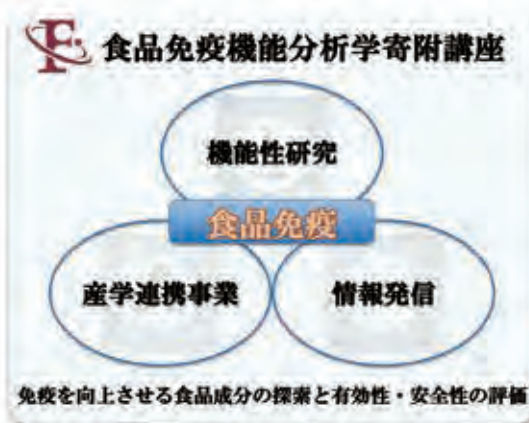 食品免疫機能分析学寄附講座
機能性研究
食品免疫
産学連携事業 情報発信
免疫を向上させる食品成分の探索と有効性・安全性の評価